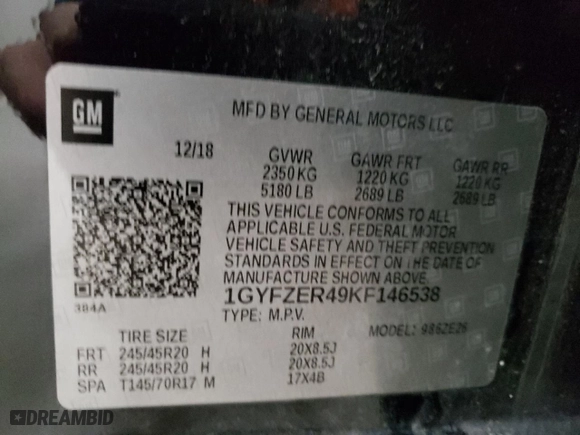 GM
MFD BY GENERAL MOTORS LLC
12/18 GVWR GAWR FRT GAWR RR
2350 KG 1220 KG 1220 KG
5180 LB 2689 LB 2689 LB
THIS VEHICLE CONFORMS TO ALL
APPLICABLE U.S. FEDERAL MOTOR
VEHICLE SAFETY AND THEFT PREVENTION
STANDARDS IN EFFECT ON THE DATE OF
MANUFACTURE SHOWN ABOVE.
384A
1GYFZER49KF146538
TYPE: M.P.V. MODEL: 986ZE26
TIRE SIZE RIM
FRT 245/45R20 H 20X8.5J
RR 245/45R20 H 20X8.5J
SPA T145/70R17 M 17X4B
DREAMBID